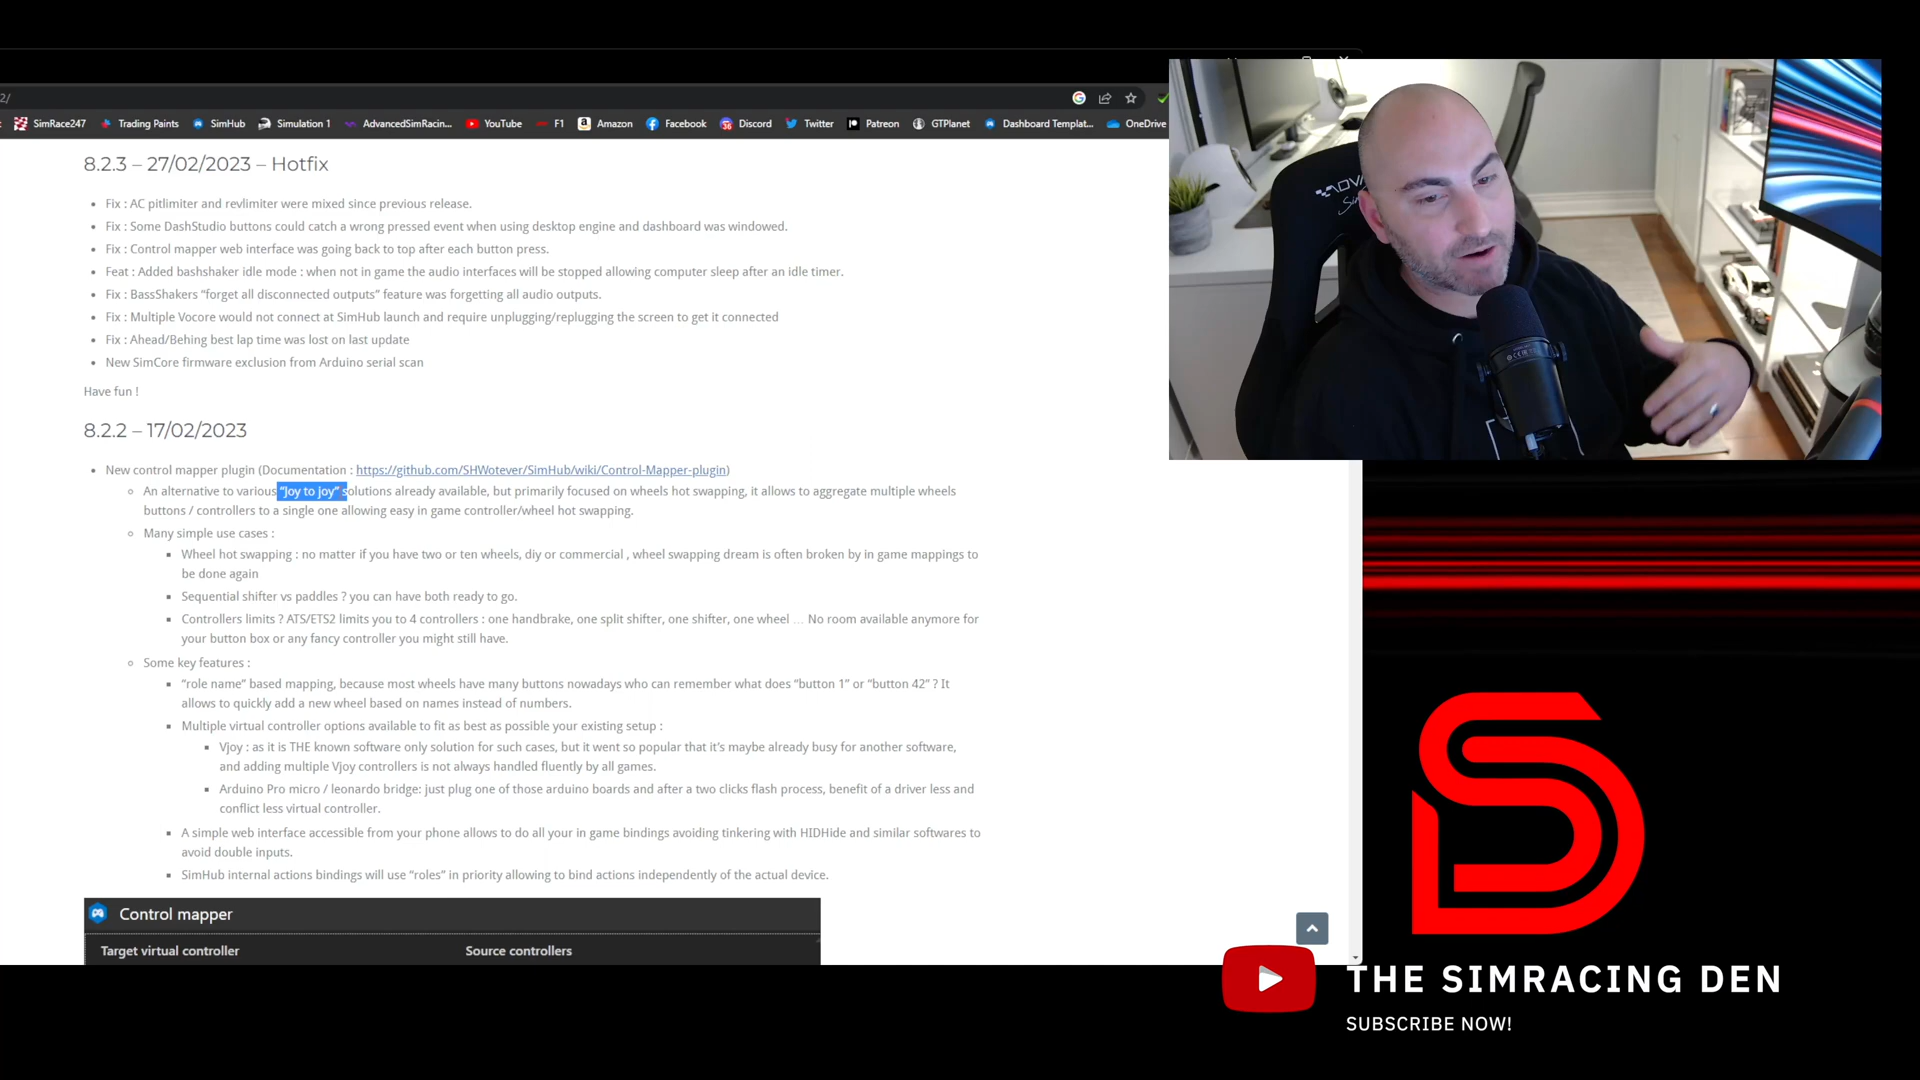 2/
SimRace247
Trading Paints
SimHub
Simulation 1
AdvancedSimRacin...
YouTube
F1
Amazon
Facebook
Discord
Twitter
Patreon
GTPlanet
Dashboard Templat...
OneDrive
8.2.3 – 27/02/2023 – Hotfix
Fix : AC pitlimiter and revlimiter were mixed since previous release.
Fix : Some DashStudio buttons could catch a wrong pressed event when using desktop engine and dashboard was windowed.
Fix : Control mapper web interface was going back to top after each button press.
Feat : Added bashshaker idle mode : when not in game the audio interfaces will be stopped allowing computer sleep after an idle timer.
Fix : BassShakers “forget all disconnected outputs” feature was forgetting all audio outputs.
Fix : Multiple Vocore would not connect at SimHub launch and require unplugging/replugging the screen to get it connected
Fix : Ahead/Behing best lap time was lost on last update
New SimCore firmware exclusion from Arduino serial scan
Have fun !
8.2.2 – 17/02/2023
New control mapper plugin (Documentation : https://github.com/SHWotever/SimHub/wiki/Control-Mapper-plugin)
An alternative to various “Joy to joy” solutions already available, but primarily focused on wheels hot swapping, it allows to aggregate multiple wheels
buttons / controllers to a single one allowing easy in game controller/wheel hot swapping.
Many simple use cases :
Wheel hot swapping : no matter if you have two or ten wheels, diy or commercial , wheel swapping dream is often broken by in game mappings to
be done again
Sequential shifter vs paddles ? you can have both ready to go.
Controllers limits ? ATS/ETS2 limits you to 4 controllers : one handbrake, one split shifter, one shifter, one wheel … No room available anymore for
your button box or any fancy controller you might still have.
Some key features :
“role name” based mapping, because most wheels have many buttons nowadays who can remember what does “button 1” or “button 42” ? It
allows to quickly add a new wheel based on names instead of numbers.
Multiple virtual controller options available to fit as best as possible your existing setup :
Vjoy : as it is THE known software only solution for such cases, but it went so popular that it’s maybe already busy for another software,
and adding multiple Vjoy controllers is not always handled fluently by all games.
Arduino Pro micro / leonardo bridge: just plug one of those arduino boards and after a two clicks flash process, benefit of a driver less and
conflict less virtual controller.
A simple web interface accessible from your phone allows to do all your in game bindings avoiding tinkering with HIDHide and similar softwares to
avoid double inputs.
SimHub internal actions bindings will use “roles” in priority allowing to bind actions independently of the actual device.
Control mapper
Target virtual controller
Source controllers
THE SIMRACING DEN
SUBSCRIBE NOW!